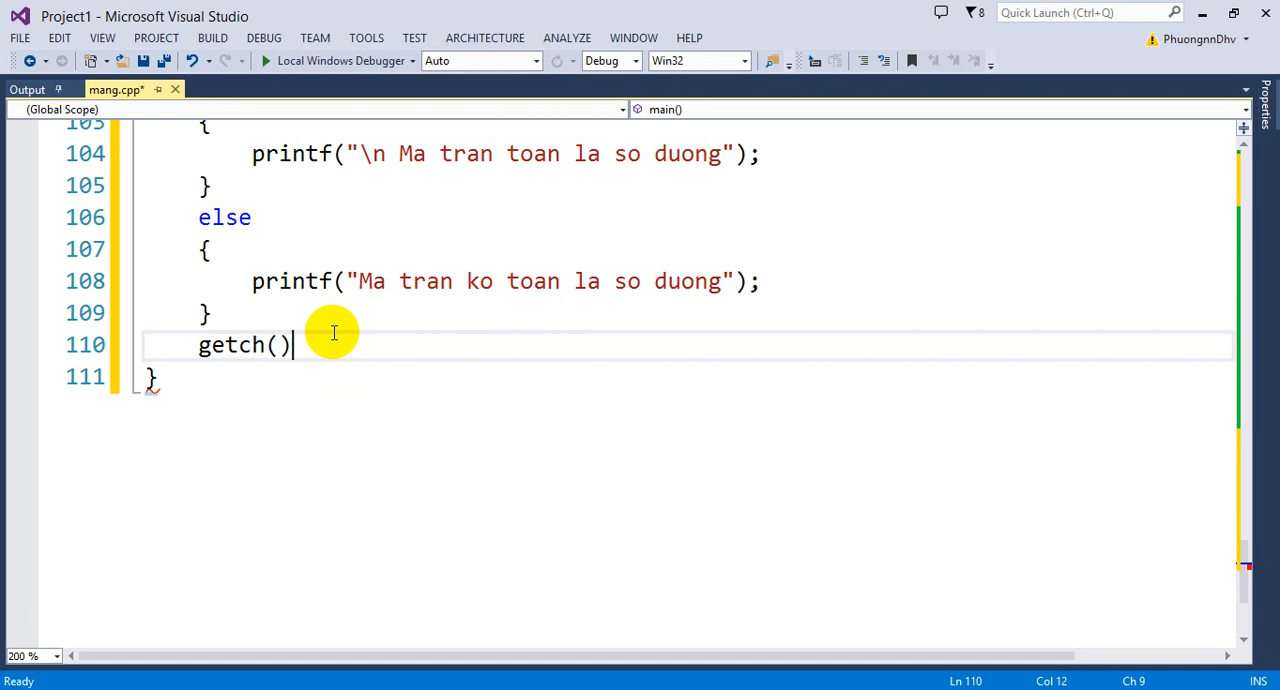 Project1 - Microsoft Visual Studio
8
Quick Launch (Ctrl+Q)
FILE EDIT VIEW PROJECT BUILD DEBUG TEAM TOOLS TEST ARCHITECTURE ANALYZE WINDOW HELP
PhuongnnDhv
Local Windows Debugger Auto Debug Win32
Output mang.cpp*
Properties
(Global Scope) main()
103 {
104 printf("\n Ma tran toan la so duong");
105 }
106 else
107 {
108 printf("Ma tran ko toan la so duong");
109 }
110 getch()
111 }
200 %
Ready Ln 110 Col 12 Ch 9 INS